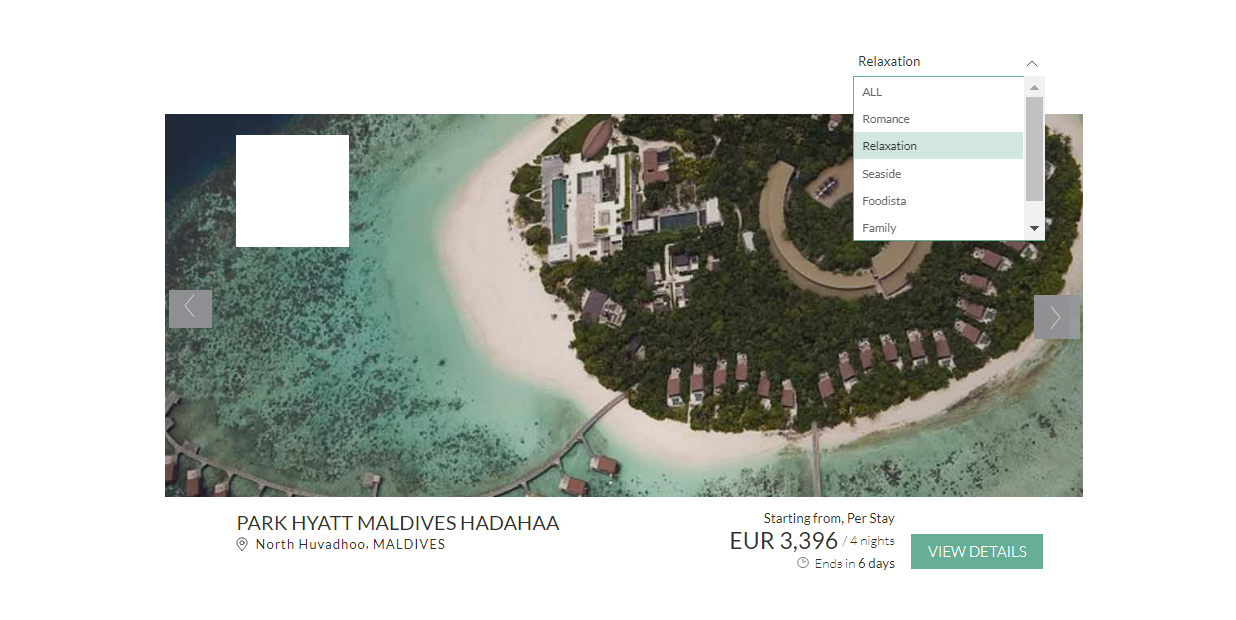 Relaxation
ALL
Romance
Relaxation
Seaside
Foodista
Family
PARK HYATT MALDIVES HADAHAA
North Huvadhoo, MALDIVES
Starting from, Per Stay
EUR 3,396 / 4 nights
Ends in 6 days
VIEW DETAILS